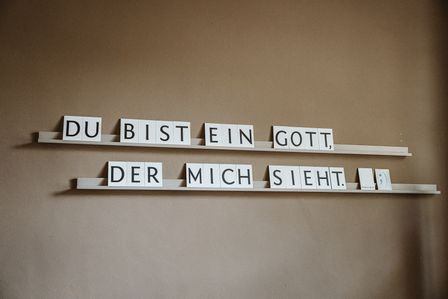 DU BIST EIN GOTT,
DER MICH SIEHT.